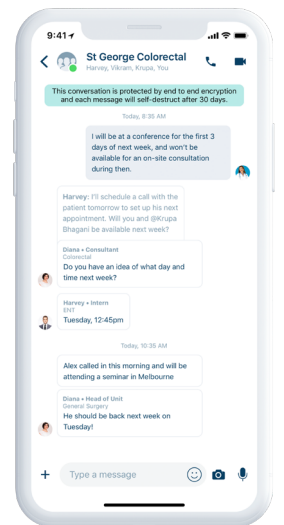 9:41
St George Colorectal
Harvey, Vikram, Krupa, You
This conversation is protected by end to end encryption
and each message will self-destruct after 30 days.
Today, 8:35 AM
I will be at a conference for the first 3
days of next week, and won't be
available for an on-site consultation
during then.
Harvey: I'll schedule a call with the
patient tomorrow to set up his next
appointment. Will you and @Krupa
Bhagani be available next week?
Diana • Consultant
Colorectal
Do you have an idea of what day and
time next week?
Harvey • Intern
ENT
Tuesday, 12:45pm
Today, 10:35 AM
Alex called in this morning and will be
attending a seminar in Melbourne
Diana • Head of Unit
General Surgery
He should be back next week on
Tuesday!
Type a message